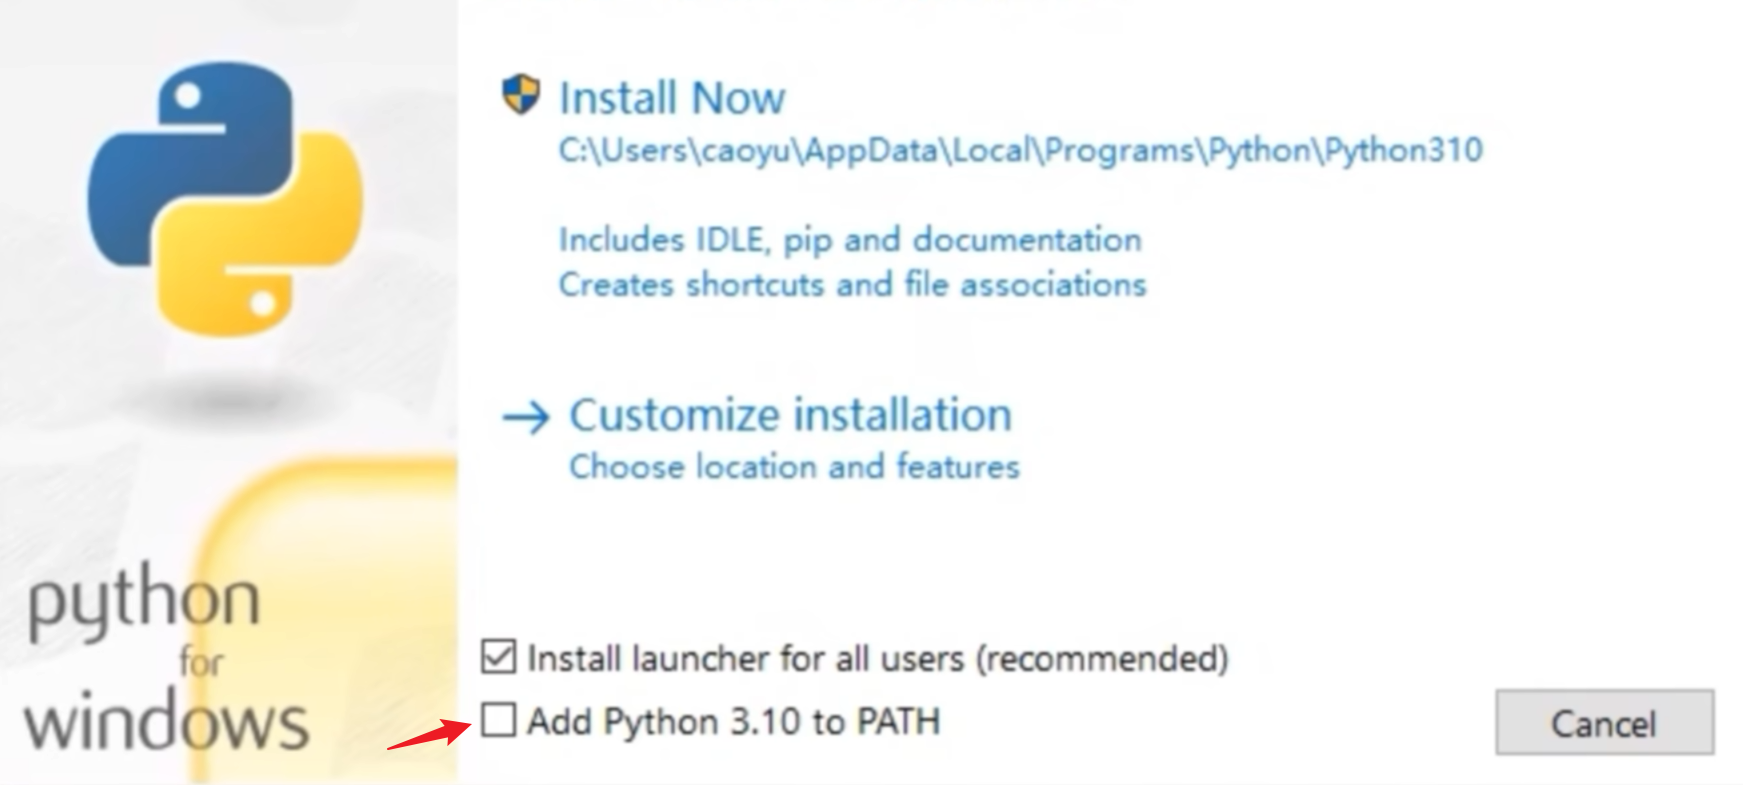 Install Now
C:\Users\caoyu\AppData\Local\Programs\Python\Python310
Includes IDLE, pip and documentation
Creates shortcuts and file associations
Customize installation
Choose location and features
python
for
windows
Install launcher for all users (recommended)
Add Python 3.10 to PATH
Cancel